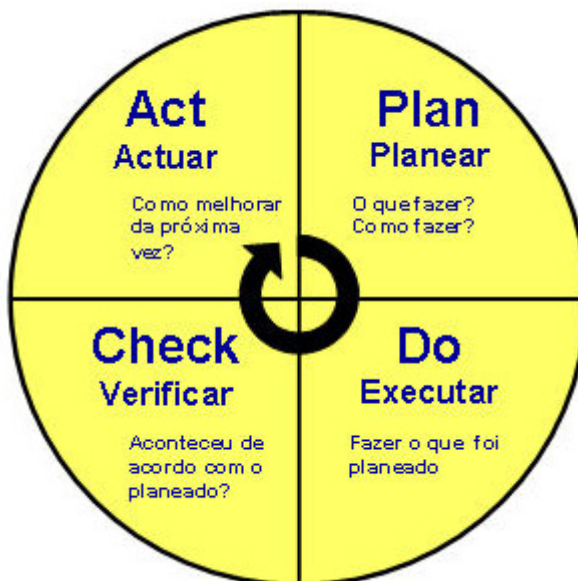 Act
Actuar
Como melhorar
da próxima
vez?
Plan
Planear
O que fazer?
Como fazer?
Check
Verificar
Aconteceu de
acordo com o
planeado?
Do
Executar
Fazer o que foi
planeado